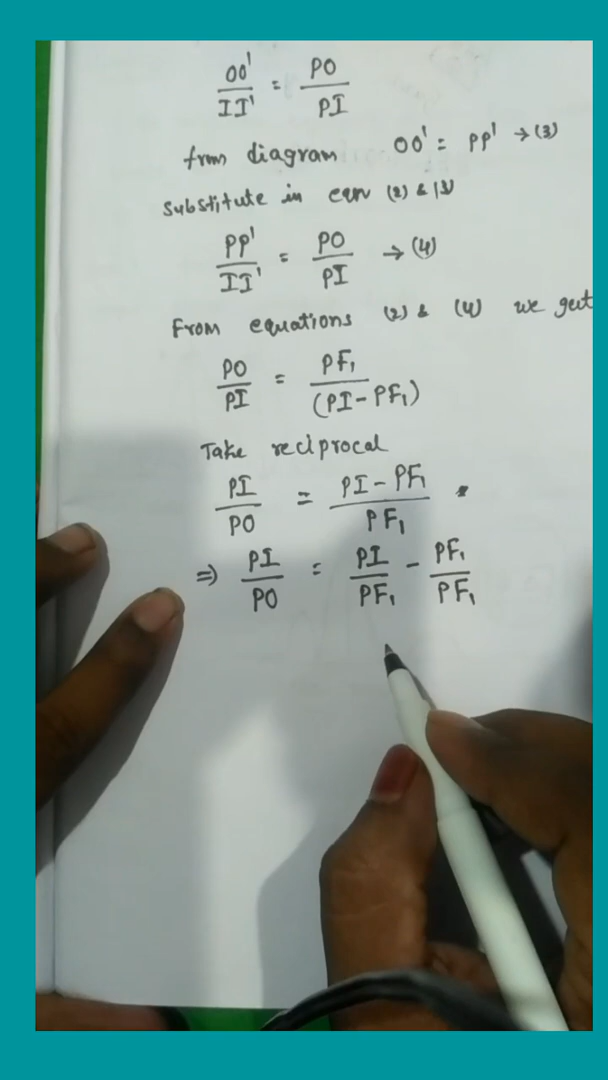 OO' / II' = PO / PI
from diagram OO' = PP' → (3)
Substitute in eqn (2) & (3)
PP' / II' = PO / PI → (4)
From equations (2) & (4) we get
PO / PI = PF₁ / (PI - PF₁)
Take reciprocal
PI / PO = PI - PF₁ / PF₁
⇒ PI / PO = PI / PF₁ - PF₁ / PF₁